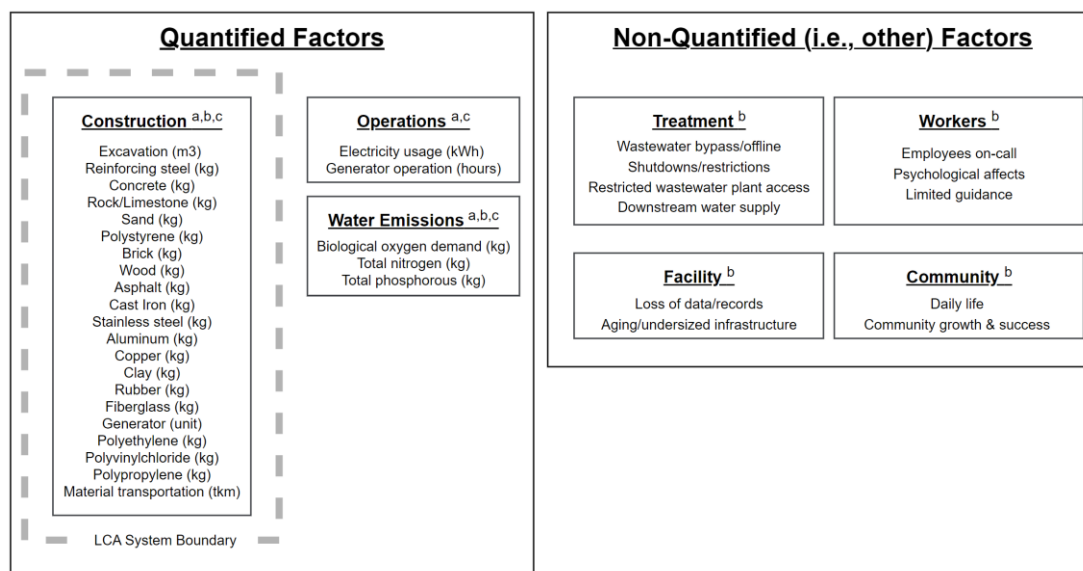 Quantified Factors
Construction a,b,c
Excavation (m3)
Reinforcing steel (kg)
Concrete (kg)
Rock/Limestone (kg)
Sand (kg)
Polystyrene (kg)
Brick (kg)
Wood (kg)
Asphalt (kg)
Cast Iron (kg)
Stainless steel (kg)
Aluminum (kg)
Copper (kg)
Clay (kg)
Rubber (kg)
Fiberglass (kg)
Generator (unit)
Polyethylene (kg)
Polyvinylchloride (kg)
Polypropylene (kg)
Material transportation (tkm)
LCA System Boundary
Operations a,c
Electricity usage (kWh)
Generator operation (hours)
Water Emissions a,b,c
Biological oxygen demand (kg)
Total nitrogen (kg)
Total phosphorous (kg)
Non-Quantified (i.e., other) Factors
Treatment b
Wastewater bypass/offline
Shutdowns/restrictions
Restricted wastewater plant access
Downstream water supply
Workers b
Employees on-call
Psychological affects
Limited guidance
Facility b
Loss of data/records
Aging/undersized infrastructure
Community b
Daily life
Community growth & success